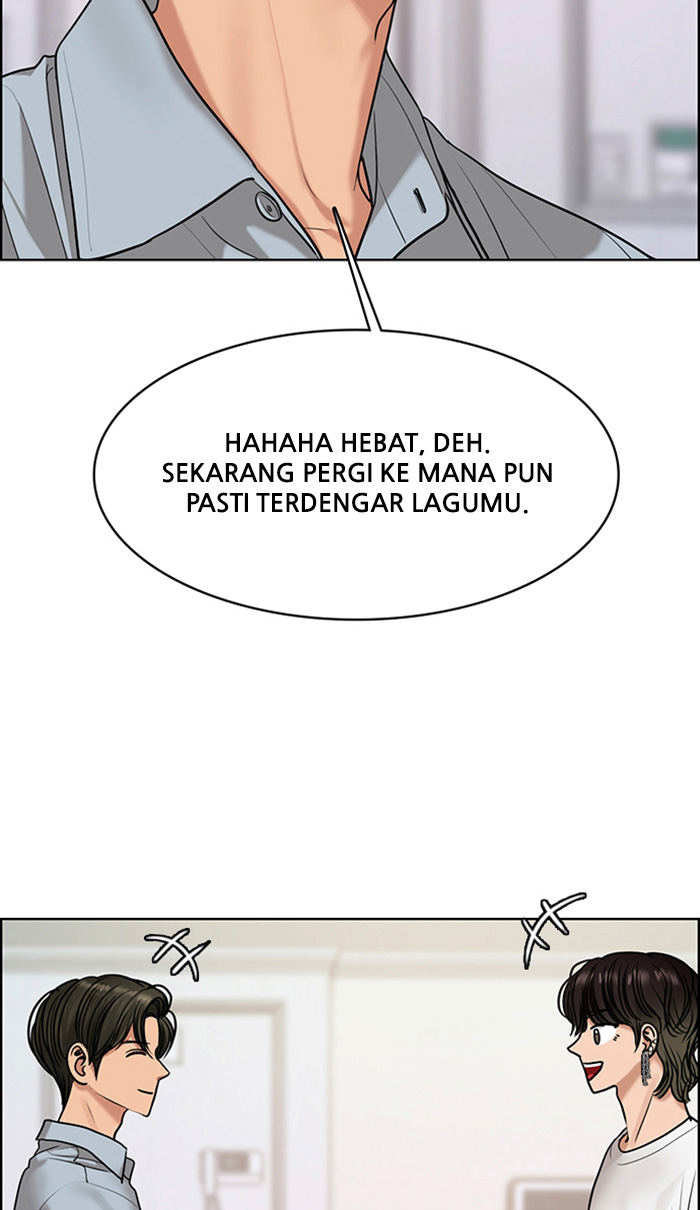 HAHAHA HEBAT, DEH.
SEKARANG PERGI KE MANA PUN
PASTI TERDENGAR LAGUMU.